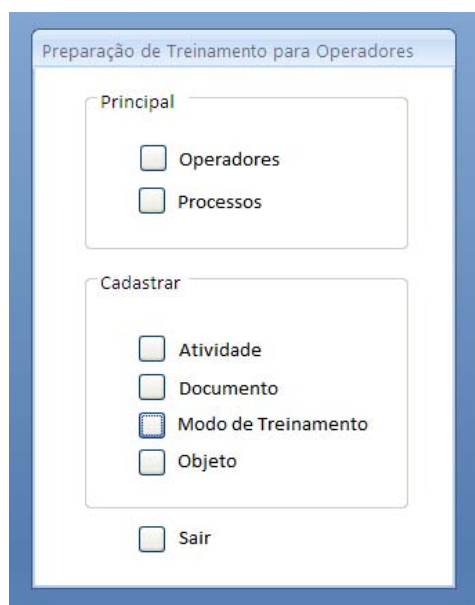 Preparação de Treinamento para Operadores
Principal
Operadores
Processos
Cadastrar
Atividade
Documento
Modo de Treinamento
Objeto
Sair